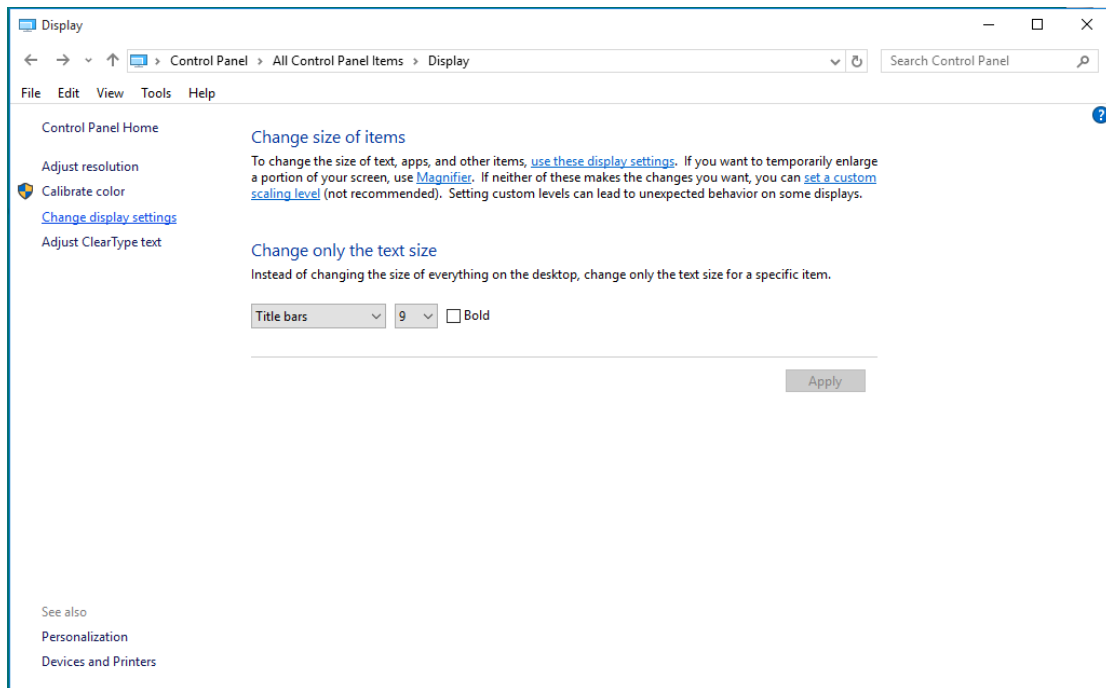 Display
Control Panel > All Control Panel Items > Display
Search Control Panel
File Edit View Tools Help
?
Control Panel Home
Adjust resolution
Calibrate color
Change display settings
Adjust ClearType text
Change size of items
To change the size of text, apps, and other items, use these display settings. If you want to temporarily enlarge
a portion of your screen, use Magnifier. If neither of these makes the changes you want, you can set a custom
scaling level (not recommended). Setting custom levels can lead to unexpected behavior on some displays.
Change only the text size
Instead of changing the size of everything on the desktop, change only the text size for a specific item.
Title bars 9 Bold
Apply
See also
Personalization
Devices and Printers